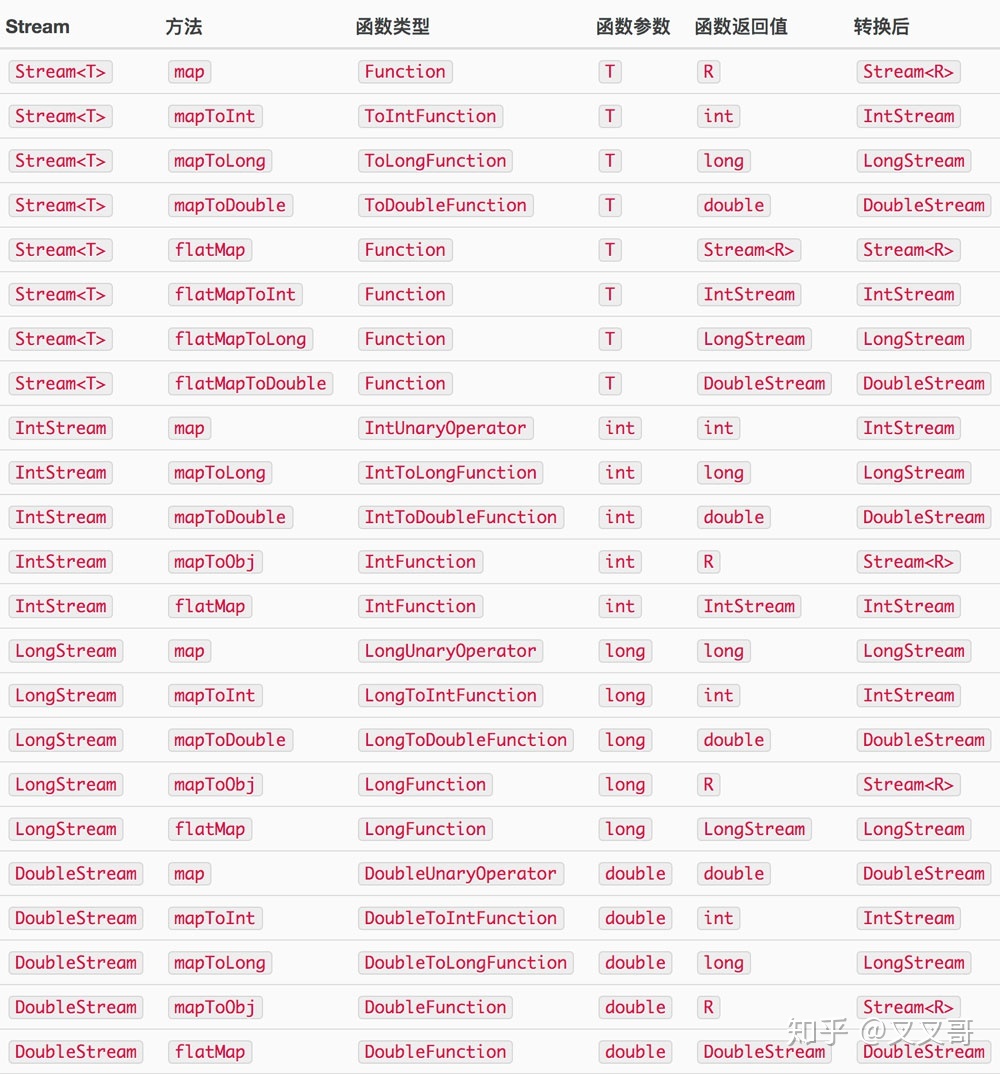 Stream 方法 函数类型 函数参数 函数返回值 转换后
Stream<T> map Function T R Stream<R>
Stream<T> mapToInt ToIntFunction T int IntStream
Stream<T> mapToLong ToLongFunction T long LongStream
Stream<T> mapToDouble ToDoubleFunction T double DoubleStream
Stream<T> flatMap Function T Stream<R> Stream<R>
Stream<T> flatMapToInt Function T IntStream IntStream
Stream<T> flatMapToLong Function T LongStream LongStream
Stream<T> flatMapToDouble Function T DoubleStream DoubleStream
IntStream map IntUnaryOperator int int IntStream
IntStream mapToLong IntToLongFunction int long LongStream
IntStream mapToDouble IntToDoubleFunction int double DoubleStream
IntStream mapToObj IntFunction int R Stream<R>
IntStream flatMap IntFunction int IntStream IntStream
LongStream map LongUnaryOperator long long LongStream
LongStream mapToInt LongToIntFunction long int IntStream
LongStream mapToDouble LongToDoubleFunction long double DoubleStream
LongStream mapToObj LongFunction long R Stream<R>
LongStream flatMap LongFunction long LongStream LongStream
DoubleStream map DoubleUnaryOperator double double DoubleStream
DoubleStream mapToInt DoubleToIntFunction double int IntStream
DoubleStream mapToLong DoubleToLongFunction double long LongStream
DoubleStream mapToObj DoubleFunction double R Stream<R>
知乎 @叉叉哥
DoubleStream flatMap DoubleFunction double DoubleStream DoubleStream